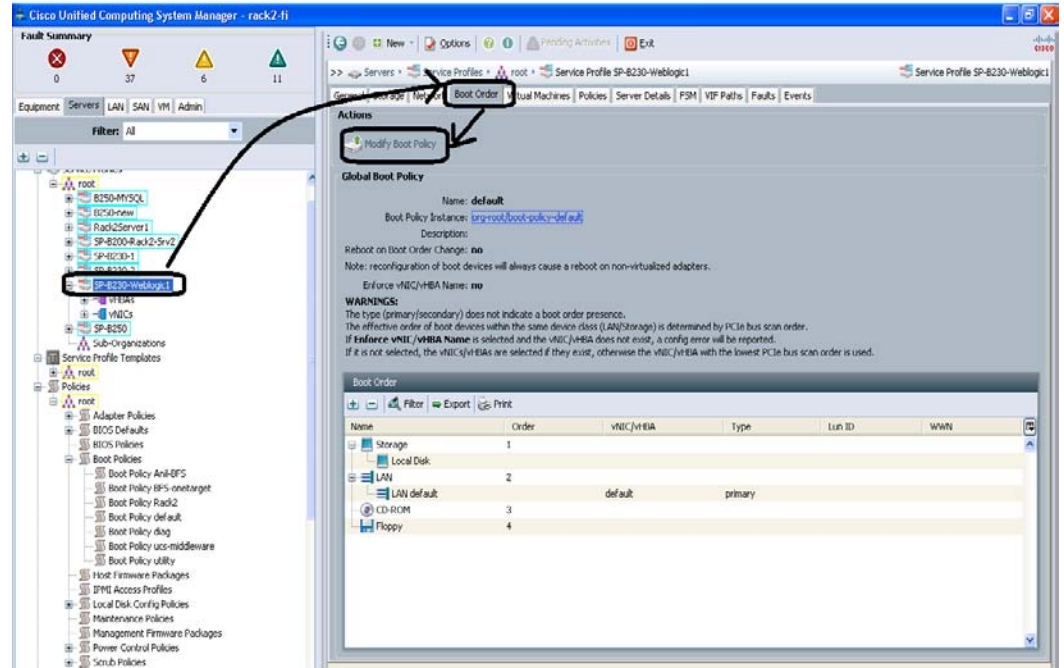 Cisco Unified Computing System Manager - rack2-fi
Fault Summary
0 37 6 11
Equipment Servers LAN SAN VM Admin
Filter: All
root
B250-MYSQL
B250-new
Rack2Server1
SP-B200-Rack2-Srv2
SP-B230-1
SP-B230-2
SP-B230-Weblogic1
vHBAs
vNICs
SP-B250
Sub-Organizations
Service Profile Templates
root
Policies
root
Adapter Policies
BIOS Defaults
BIOS Policies
Boot Policies
Boot Policy Anil-BFS
Boot Policy BFS-onetarget
Boot Policy Rack2
Boot Policy default
Boot Policy diag
Boot Policy ucs-middleware
Boot Policy utility
Host Firmware Packages
IPMI Access Profiles
Local Disk Config Policies
Maintenance Policies
Management Firmware Packages
Power Control Policies
Scrub Policies
New Options Pending Activities Exit
CISCO
>> Servers Service Profiles root Service Profile SP-B230-Weblogic1 Service Profile SP-B230-Weblogic1
General Storage Network Boot Order Virtual Machines Policies Server Details FSM VIF Paths Faults Events
Actions
Modify Boot Policy
Global Boot Policy
Name: default
Boot Policy Instance: org-root/boot-policy-default
Description:
Reboot on Boot Order Change: no
Note: reconfiguration of boot devices will always cause a reboot on non-virtualized adapters.
Enforce vNIC/vHBA Name: no
WARNINGS:
The type (primary/secondary) does not indicate a boot order presence.
The effective order of boot devices within the same device class (LAN/Storage) is determined by PCIe bus scan order.
If Enforce vNIC/vHBA Name is selected and the vNIC/vHBA does not exist, a config error will be reported.
If it is not selected, the vNICs/vHBAs are selected if they exist, otherwise the vNIC/vHBA with the lowest PCIe bus scan order is used.
Boot Order
Filter Export Print
Name Order vNIC/vHBA Type Lun ID WWN
Storage 1
Local Disk
LAN 2
LAN default default primary
CD-ROM 3
Floppy 4